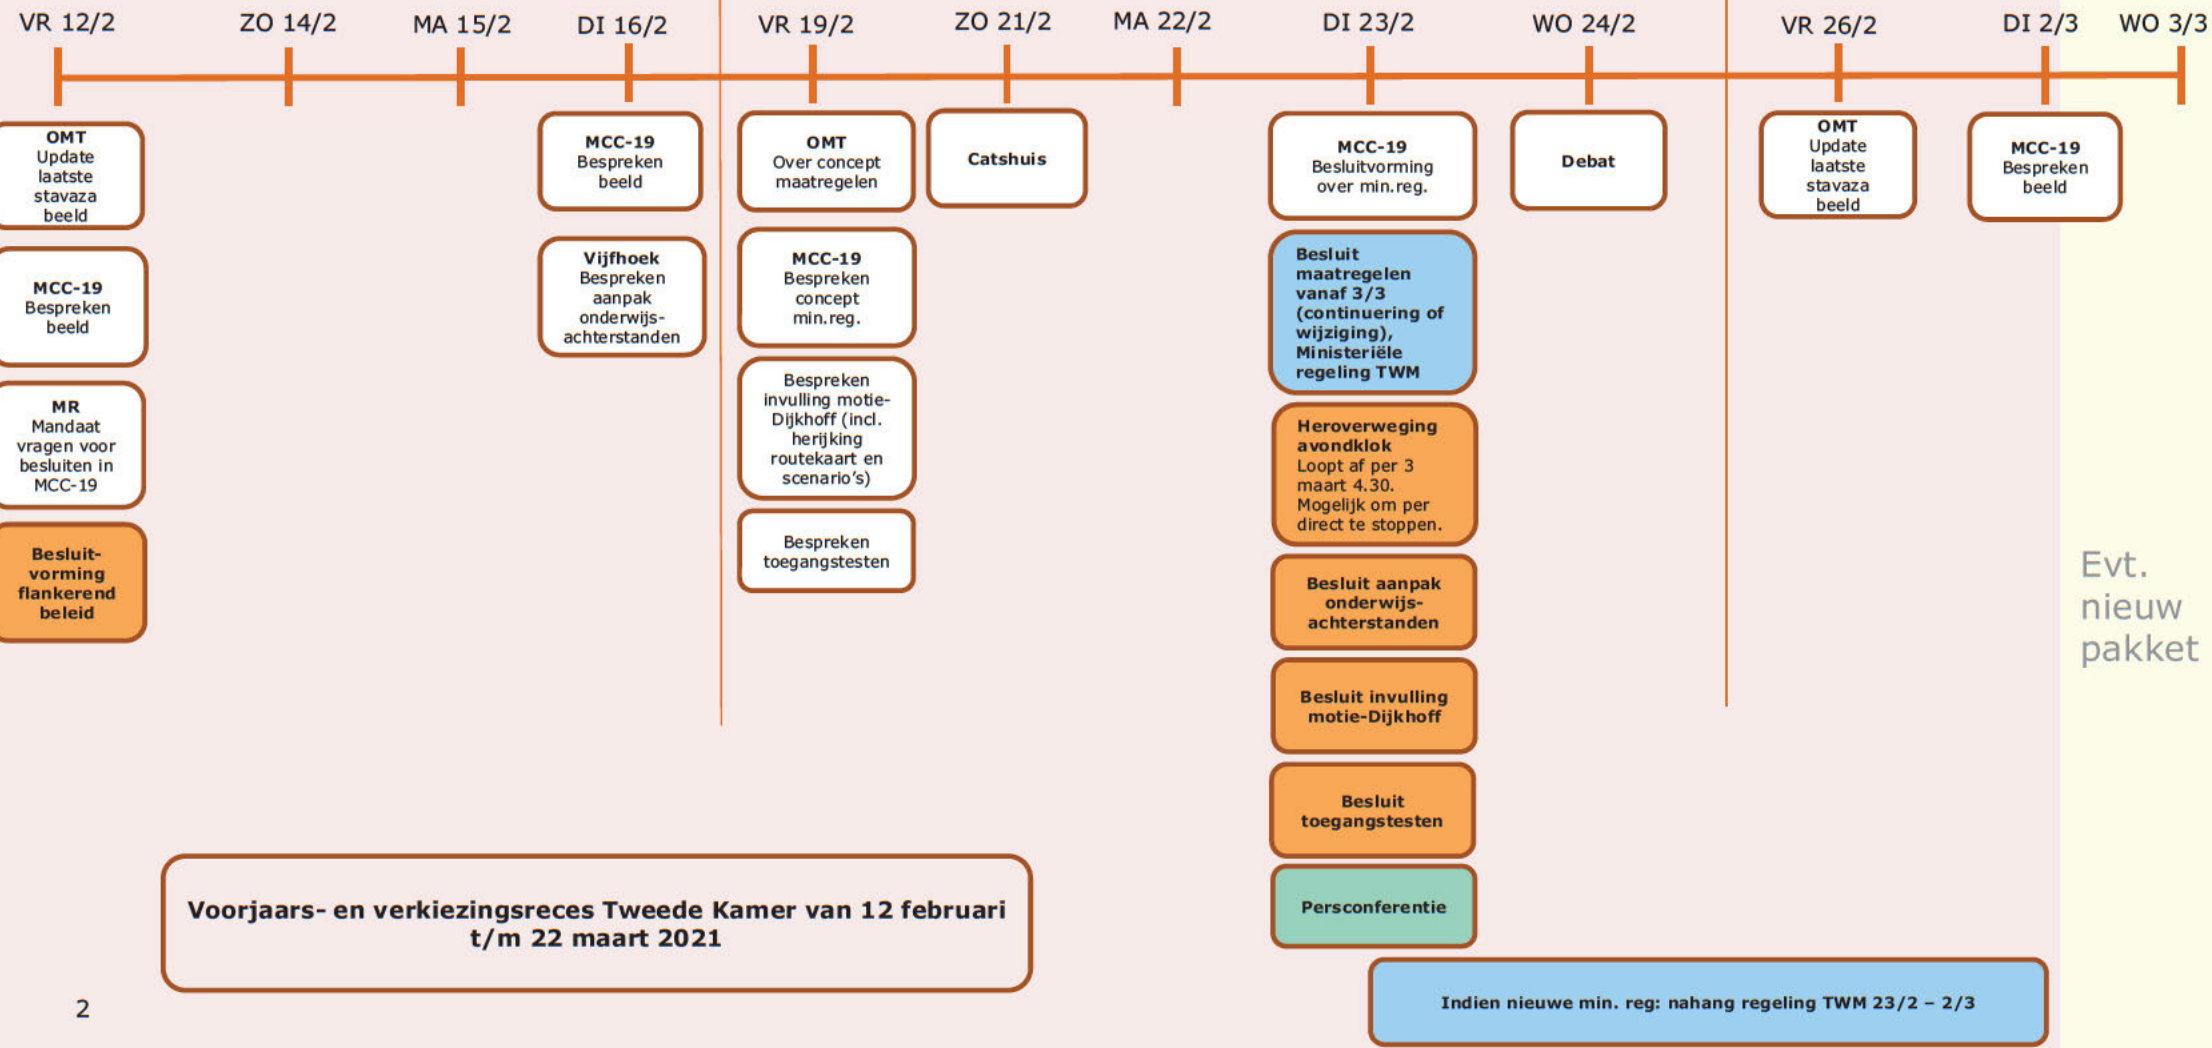 VR 12/2
ZO 14/2
MA 15/2
DI 16/2
VR 19/2
ZO 21/2
MA 22/2
DI 23/2
WO 24/2
VR 26/2
DI 2/3
WO 3/3
OMT
Update
laatste
stavaza
beeld
MCC-19
Bespreken
beeld
MR
Mandaat
vragen voor
besluiten in
MCC-19
Besluit-
vorming
flankerend
beleid
MCC-19
Bespreken
beeld
Vijfhoek
Bespreken
aanpak
onderwijs-
achterstanden
OMT
Over concept
maatregelen
MCC-19
Bespreken
concept
min.reg.
Bespreken
invulling motie-
Dijkhoff (incl.
herijking
routekaart en
scenario's)
Bespreken
toegangstesten
Catshuis
MCC-19
Besluitvorming
over min.reg.
Besluit
maatregelen
vanaf 3/3
(continuering of
wijziging),
Ministeriële
regeling TWM
Heroverweging
avondklok
Loopt af per 3
maart 4.30.
Mogelijk om per
direct te stoppen.
Besluit aanpak
onderwijs-
achterstanden
Besluit invulling
motie-Dijkhoff
Besluit
toegangstesten
Persconferentie
Debat
OMT
Update
laatste
stavaza
beeld
MCC-19
Bespreken
beeld
Evt.
nieuw
pakket
Voorjaars- en verkiezingsreces Tweede Kamer van 12 februari
t/m 22 maart 2021
Indien nieuwe min. reg: nahang regeling TWM 23/2 – 2/3
2